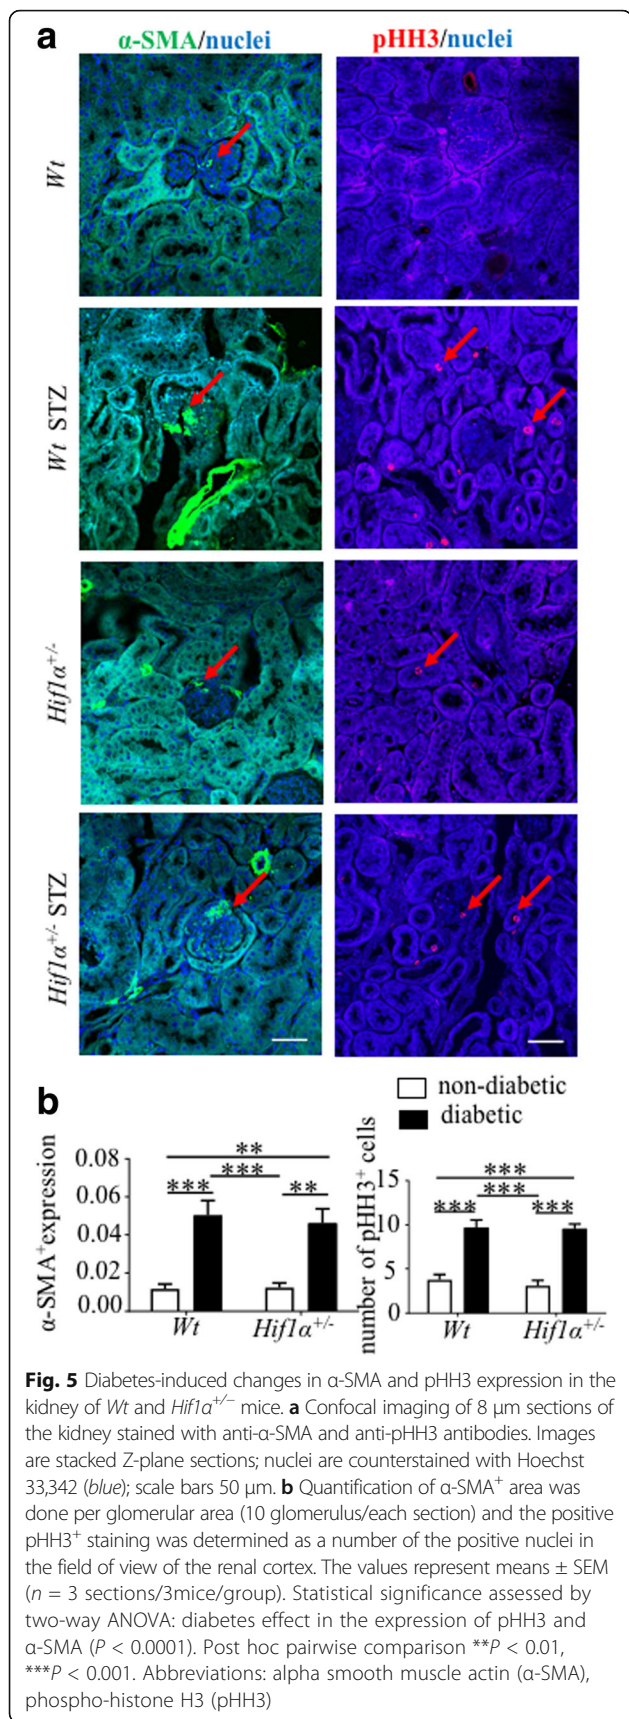 a
α-SMA/nuclei
pHH3/nuclei
Wt
Wt STZ
Hif1α+/-
Hif1α+/- STZ
b
non-diabetic
diabetic
α-SMA+expression
0.08
0.06
0.04
0.02
0.00
**
***
***
**
Wt
Hif1α+/-
number of pHH3+ cells
15
10
5
0
***
***
***
***
Wt
Hif1α+/-
Fig. 5 Diabetes-induced changes in α-SMA and pHH3 expression in the
kidney of Wt and Hif1α+/− mice. a Confocal imaging of 8 μm sections of
the kidney stained with anti-α-SMA and anti-pHH3 antibodies. Images
are stacked Z-plane sections; nuclei are counterstained with Hoechst
33,342 (blue); scale bars 50 μm. b Quantification of α-SMA+ area was
done per glomerular area (10 glomerulus/each section) and the positive
pHH3+ staining was determined as a number of the positive nuclei in
the field of view of the renal cortex. The values represent means ± SEM
(n = 3 sections/3mice/group). Statistical significance assessed by
two-way ANOVA: diabetes effect in the expression of pHH3 and
α-SMA (P < 0.0001). Post hoc pairwise comparison **P < 0.01,
***P < 0.001. Abbreviations: alpha smooth muscle actin (α-SMA),
phospho-histone H3 (pHH3)